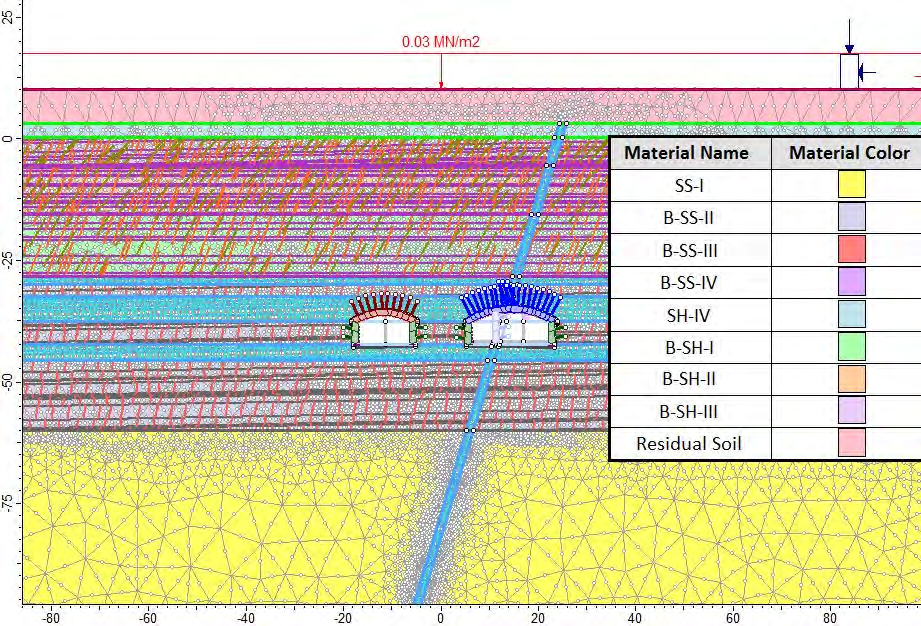 25
0.03 MN/m2
0
Material Name Material Color
SS-I
B-SS-II
B-SS-III
-25
B-SS-IV
SH-IV
B-SH-I
B-SH-II
-50
B-SH-III
Residual Soil
-75
-80 -60 -40 -20 0 20 40 60 80